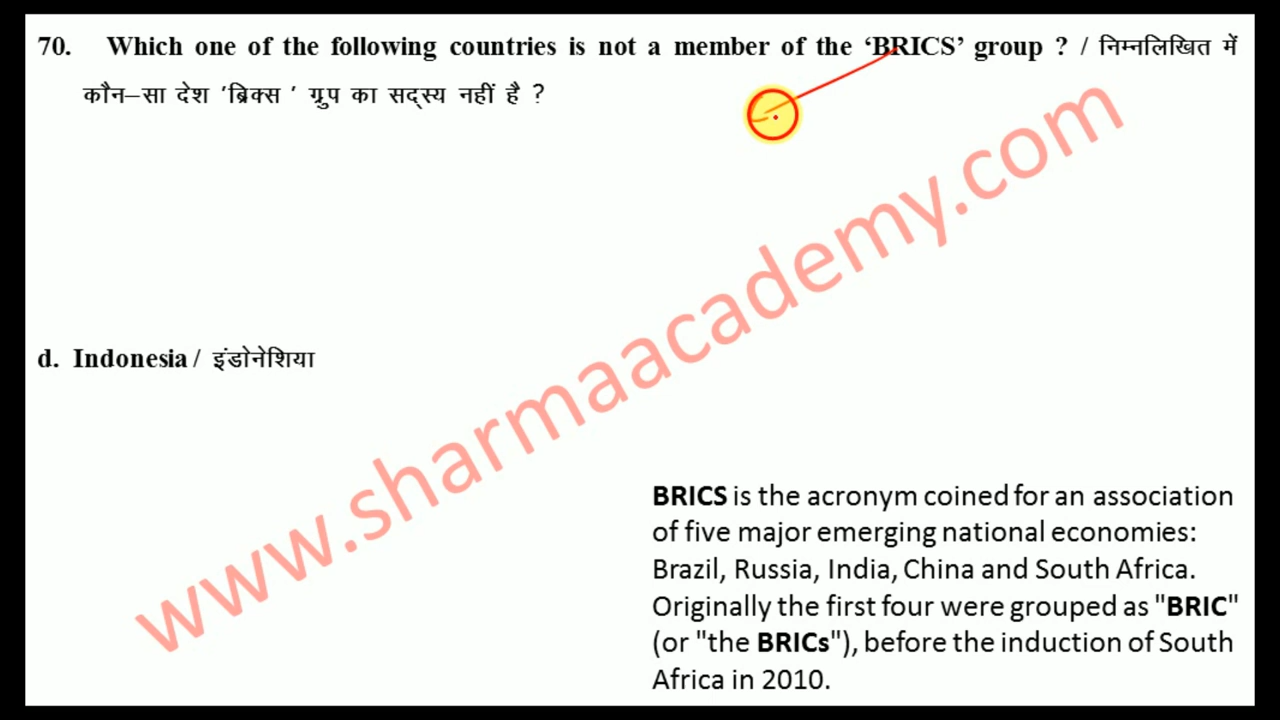 70. Which one of the following countries is not a member of the ‘BRICS’ group ? / निम्नलिखित में
कौन–सा देश ‘ब्रिक्स ’ ग्रुप का सद्स्य नहीं है ?
www.sharmaacademy.com
d. Indonesia / इंडोनेशिया
BRICS is the acronym coined for an association
of five major emerging national economies:
Brazil, Russia, India, China and South Africa.
Originally the first four were grouped as "BRIC"
(or "the BRICs"), before the induction of South
Africa in 2010.